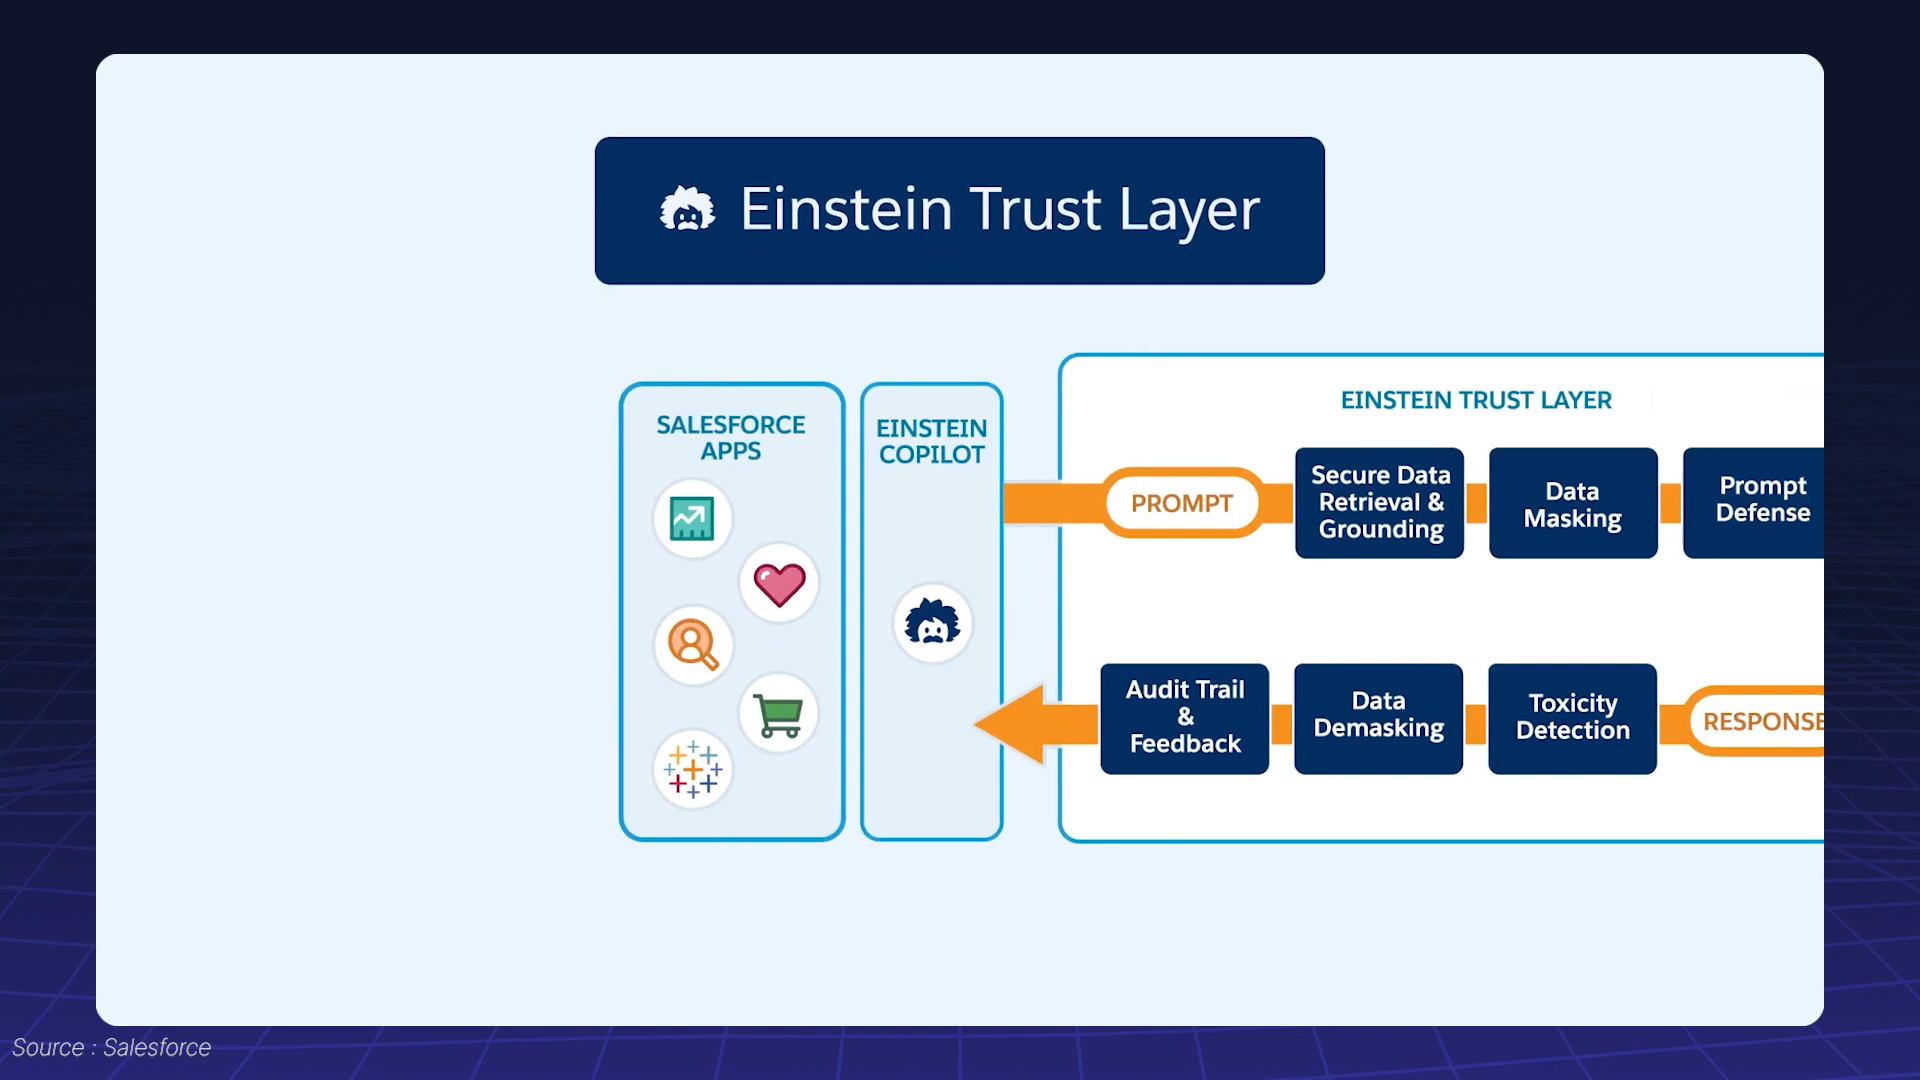 Einstein Trust Layer
SALESFORCE
APPS
EINSTEIN
COPILOT
EINSTEIN TRUST LAYER
PROMPT
Secure Data
Retrieval &
Grounding
Data
Masking
Prompt
Defense
Audit Trail
&
Feedback
Data
Demasking
Toxicity
Detection
RESPONSE
Source : Salesforce